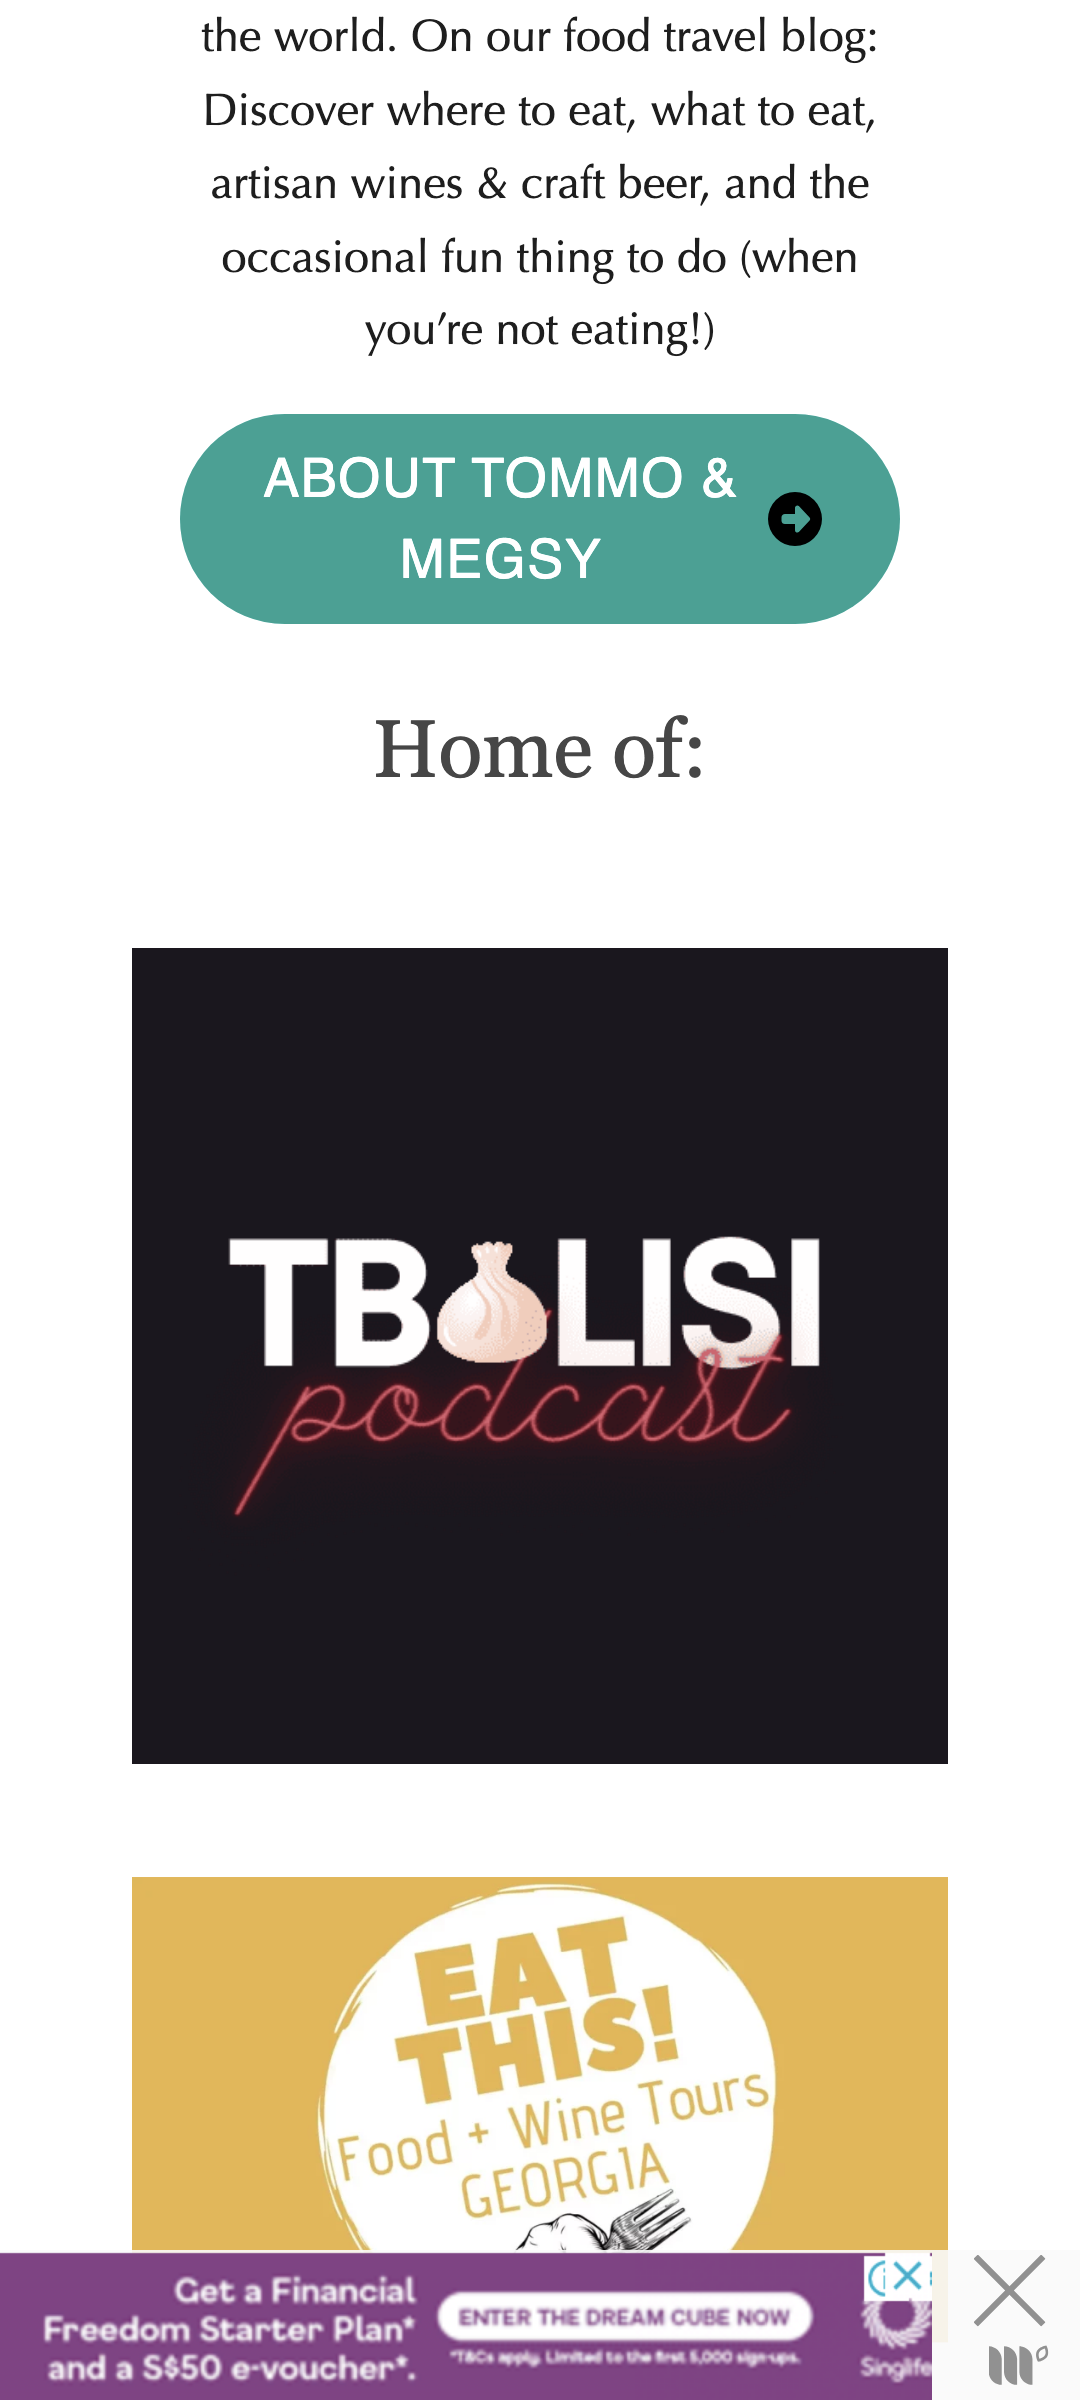 the world. On our food travel blog:
Discover where to eat, what to eat,
artisan wines & craft beer, and the
occasional fun thing to do (when
you’re not eating!)
ABOUT TOMMO &
MEGSY
Home of:
TB LISI
podcast
EAT
THIS!
Food + Wine Tours
GEORGIA
Get a Financial
Freedom Starter Plan*
and a S$50 e-voucher*.
ENTER THE DREAM CUBE NOW
*T&Cs apply. Limited to the first 5,000 sign-ups.
Singlife